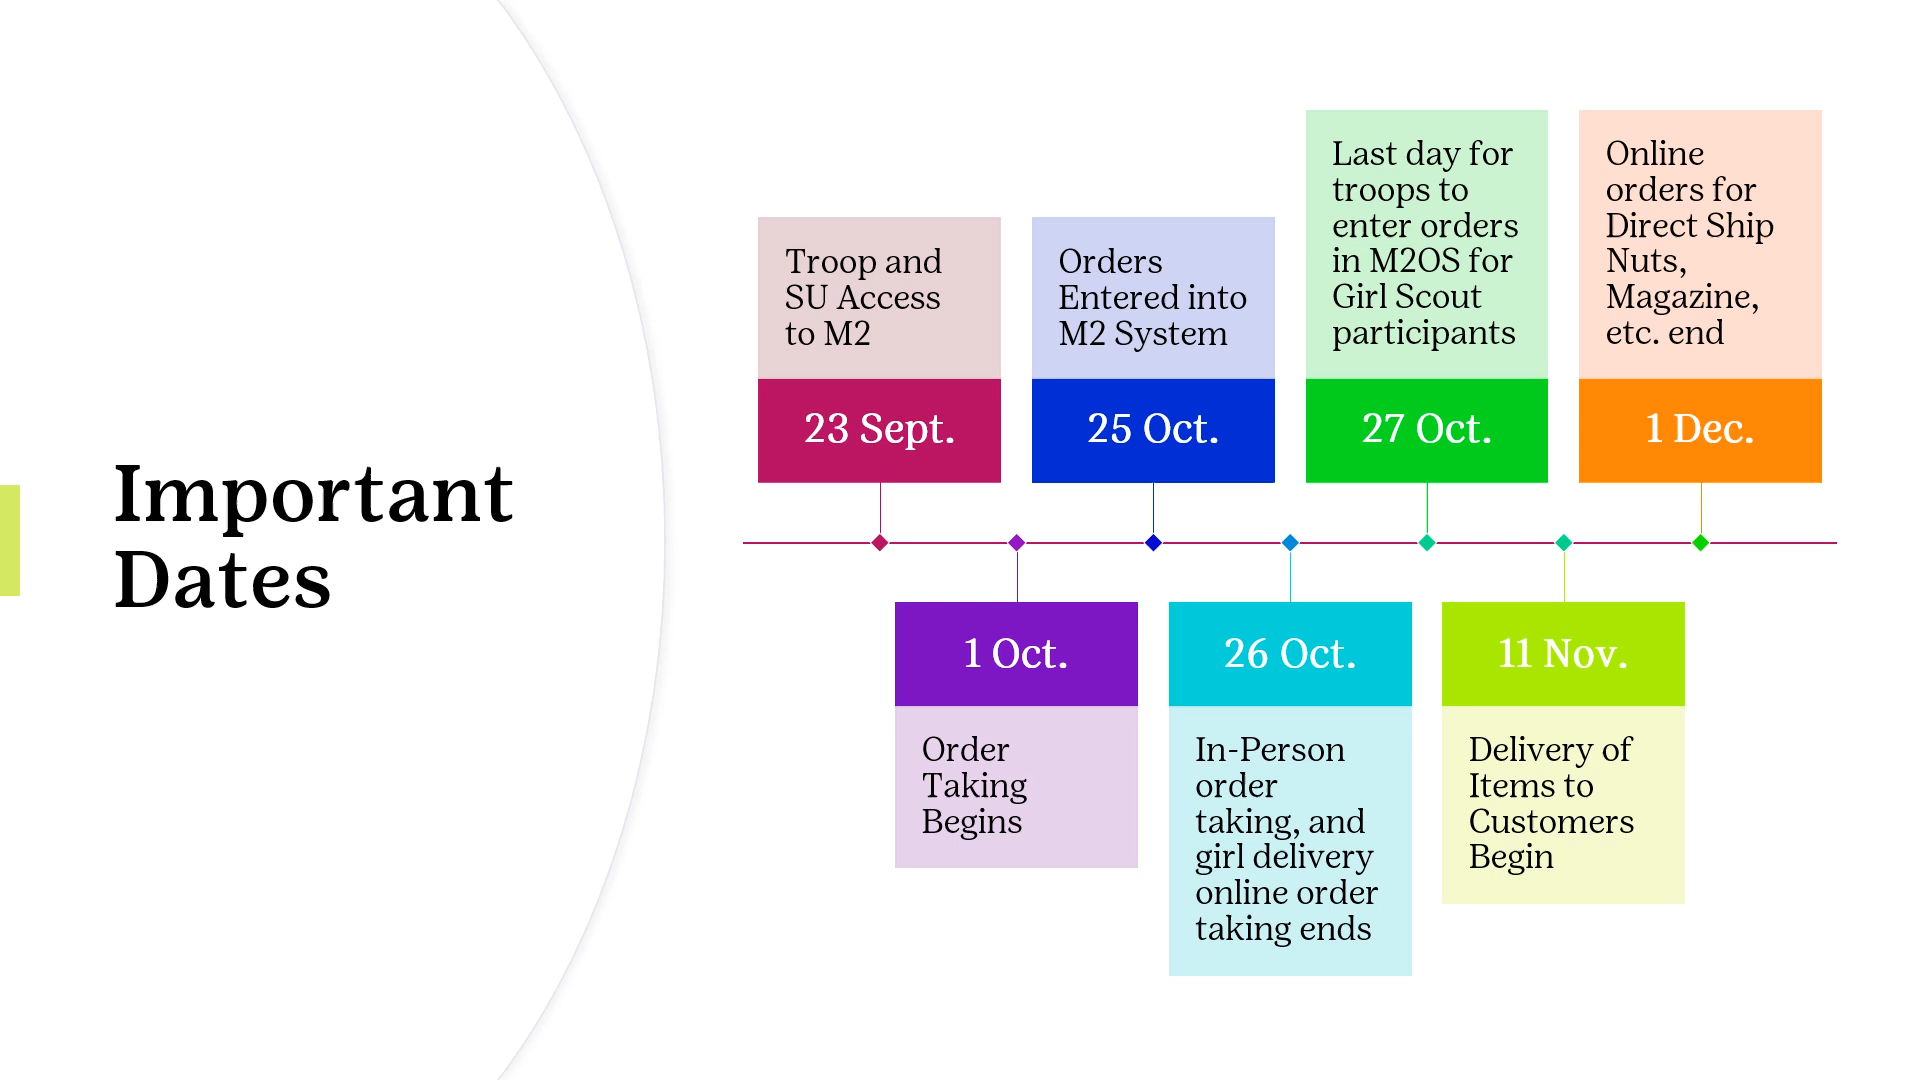 Important
Dates
Troop and
SU Access
to M2
23 Sept.
1 Oct.
Order
Taking
Begins
Orders
Entered into
M2 System
25 Oct.
26 Oct.
In-Person
order
taking, and
girl delivery
online order
taking ends
Last day for
troops to
enter orders
in M2OS for
Girl Scout
participants
27 Oct.
11 Nov.
Delivery of
Items to
Customers
Begin
Online
orders for
Direct Ship
Nuts,
Magazine,
etc. end
1 Dec.